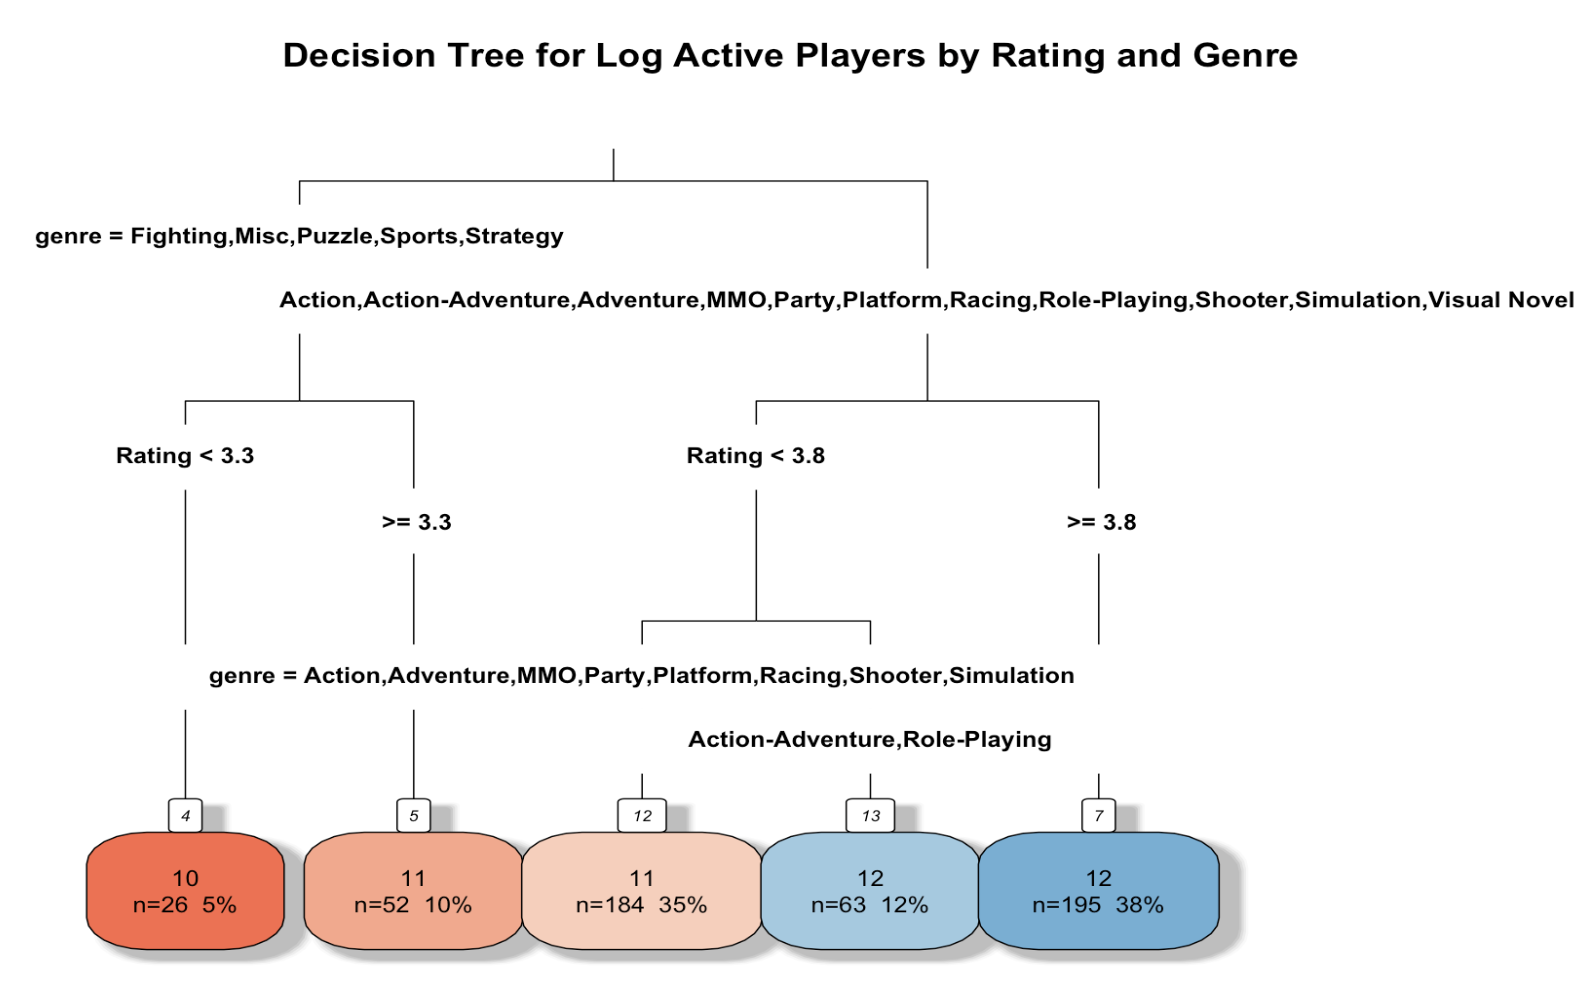 Decision Tree for Log Active Players by Rating and Genre
genre = Fighting,Misc,Puzzle,Sports,Strategy
Action,Action-Adventure,Adventure,MMO,Party,Platform,Racing,Role-Playing,Shooter,Simulation,Visual Novel
Rating < 3.3
Rating < 3.8
>= 3.3
>= 3.8
genre = Action,Adventure,MMO,Party,Platform,Racing,Shooter,Simulation
Action-Adventure,Role-Playing
4
5
12
13
7
10
n=26 5%
11
n=52 10%
11
n=184 35%
12
n=63 12%
12
n=195 38%